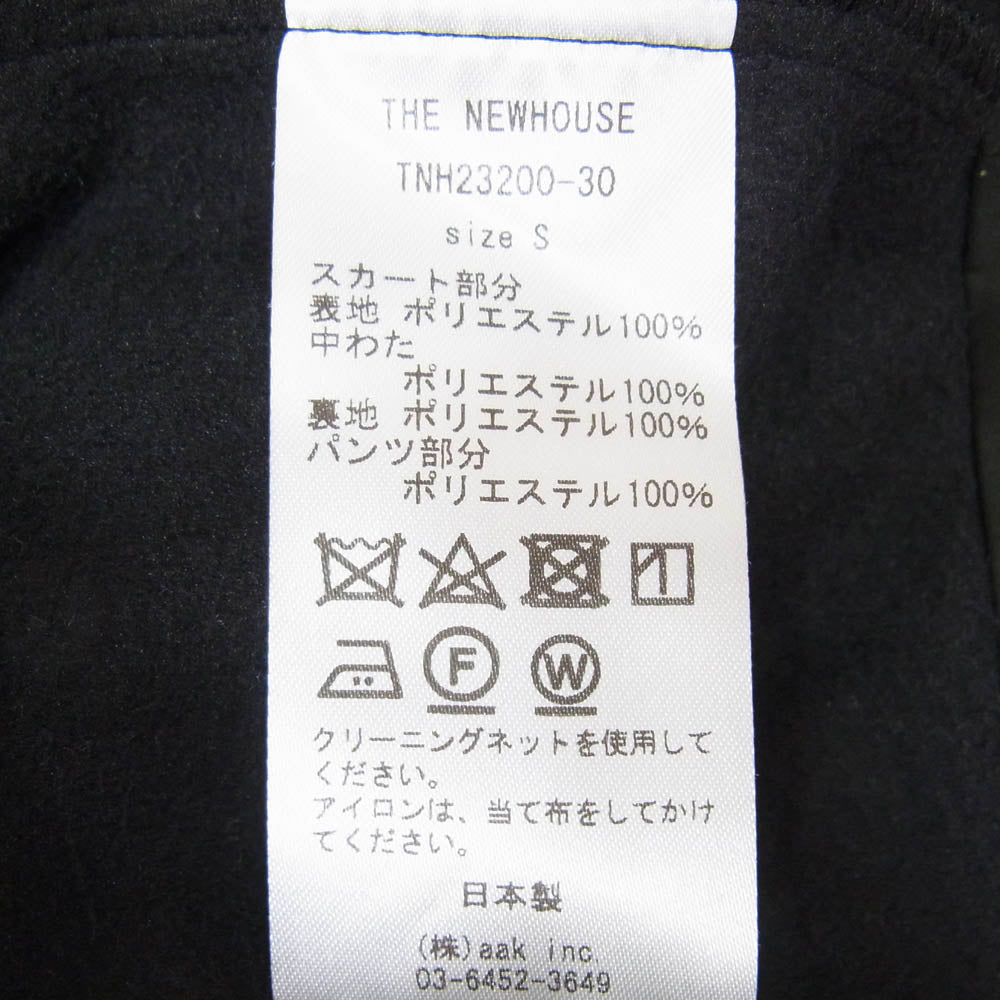 THE NEWHOUSE
TNH23200-30
size S
スカート部分
表地 ポリエステル100%
中わた
ポリエステル100%
裏地 ポリエステル100%
パンツ部分
ポリエステル100%
F W
クリーニングネットを使用して
ください。
アイロンは、当て布をしてかけ
てください。
日本製
(株)aak inc.
03-6452-3649